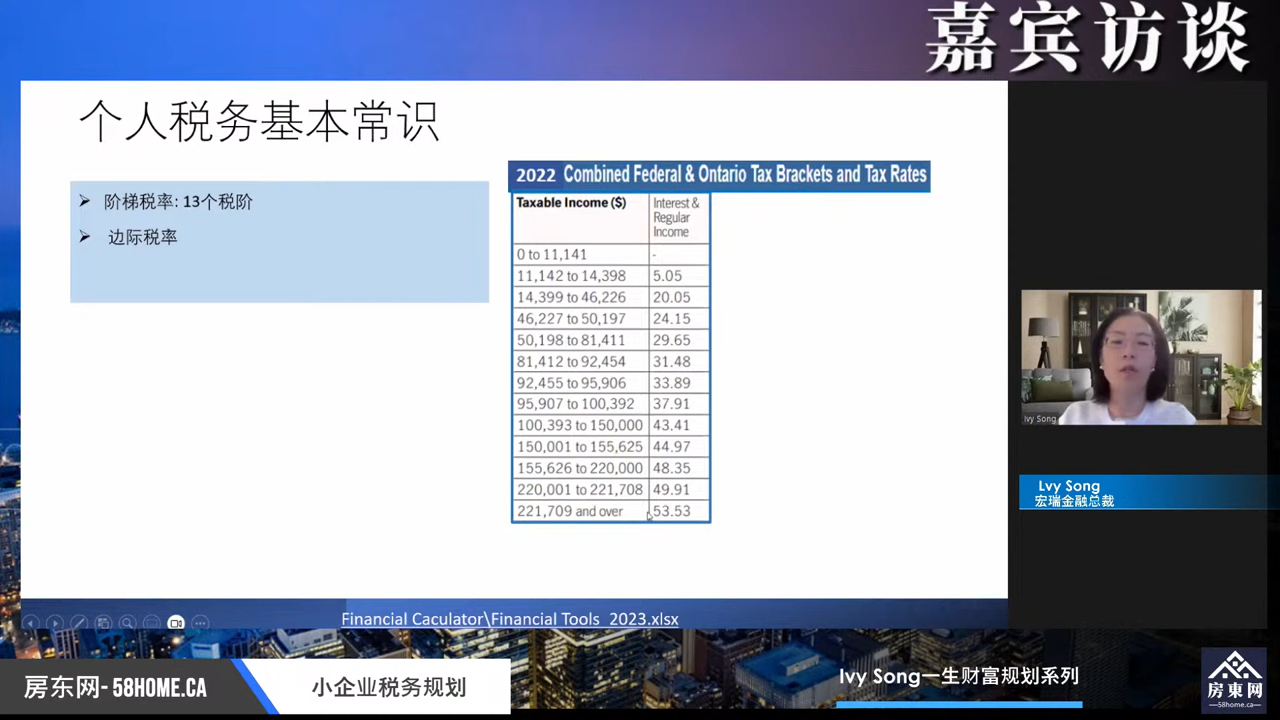 嘉宾访谈
个人税务基本常识
阶梯税率: 13个税阶
边际税率
2022 Combined Federal & Ontario Tax Brackets and Tax Rates
Taxable Income ($) Interest & Regular Income
0 to 11,141 -
11,142 to 14,398 5.05
14,399 to 46,226 20.05
46,227 to 50,197 24.15
50,198 to 81,411 29.65
81,412 to 92,454 31.48
92,455 to 95,906 33.89
95,907 to 100,392 37.91
100,393 to 150,000 43.41
150,001 to 155,625 44.97
155,626 to 220,000 48.35
220,001 to 221,708 49.91
221,709 and over 53.53
Ivy Song
Lvy Song
宏瑞金融总裁
Financial Caculator\Financial Tools_2023.xlsx
房东网- 58HOME.CA
小企业税务规划
Ivy Song一生财富规划系列
房東网
—58home.ca—